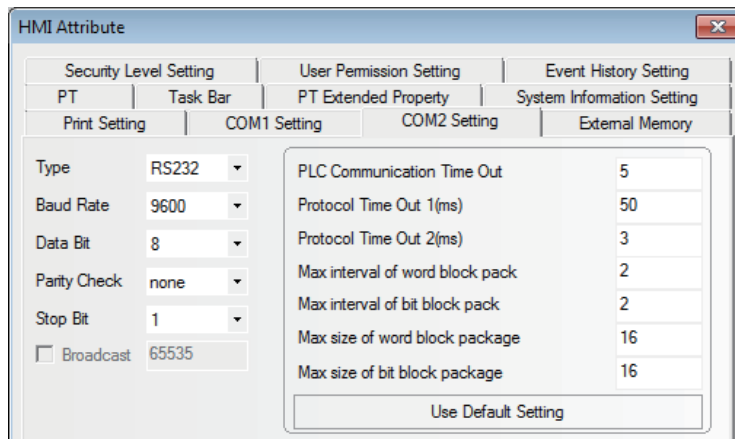 HMI Attribute
Security Level Setting User Permission Setting Event History Setting
PT Task Bar PT Extended Property System Information Setting
Print Setting COM1 Setting COM2 Setting External Memory
Type RS232
Baud Rate 9600
Data Bit 8
Parity Check none
Stop Bit 1
Broadcast 65535
PLC Communication Time Out 5
Protocol Time Out 1(ms) 50
Protocol Time Out 2(ms) 3
Max interval of word block pack 2
Max interval of bit block pack 2
Max size of word block package 16
Max size of bit block package 16
Use Default Setting